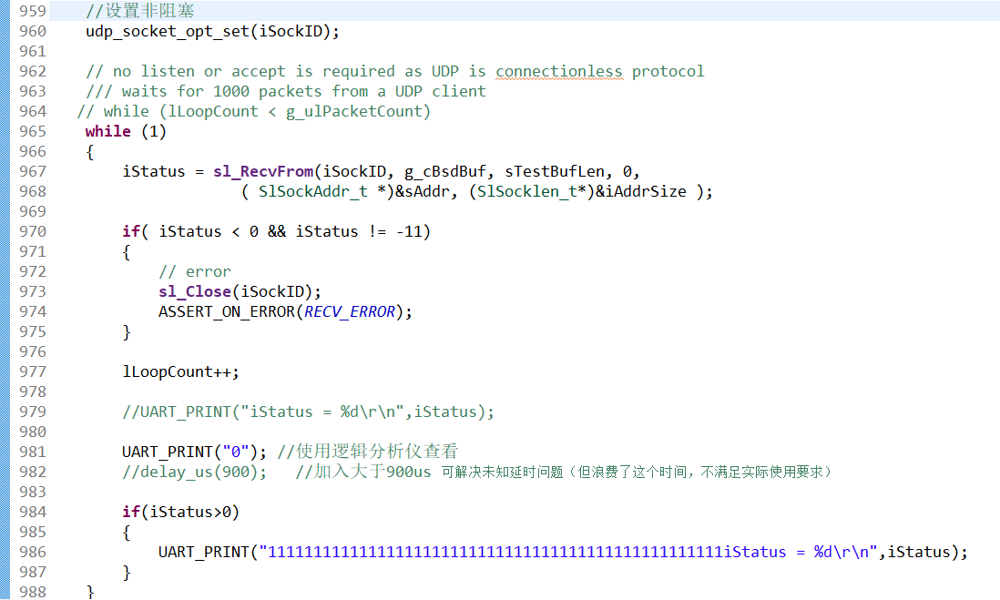 959 //设置非阻塞
960 udp_socket_opt_set(iSockID);
961
962 // no listen or accept is required as UDP is connectionless protocol
963 /// waits for 1000 packets from a UDP client
964 // while (lLoopCount < g_ulPacketCount)
965 while (1)
966 {
967 iStatus = sl_RecvFrom(iSockID, g_cBsdBuf, sTestBufLen, 0,
968 ( SlSockAddr_t *)&sAddr, (SlSocklen_t*)&iAddrSize );
969
970 if( iStatus < 0 && iStatus != -11)
971 {
972 // error
973 sl_Close(iSockID);
974 ASSERT_ON_ERROR(RECV_ERROR);
975 }
976
977 lLoopCount++;
978
979 //UART_PRINT("iStatus = %d\r\n",iStatus);
980
981 UART_PRINT("0"); //使用逻辑分析仪查看
982 //delay_us(900); //加入大于900us 可解决未知延时问题（但浪费了这个时间，不满足实际使用要求）
983
984 if(iStatus>0)
985 {
986 UART_PRINT("11111111111111111111111111111111111111111111111111iStatus = %d\r\n",iStatus);
987 }
988 }